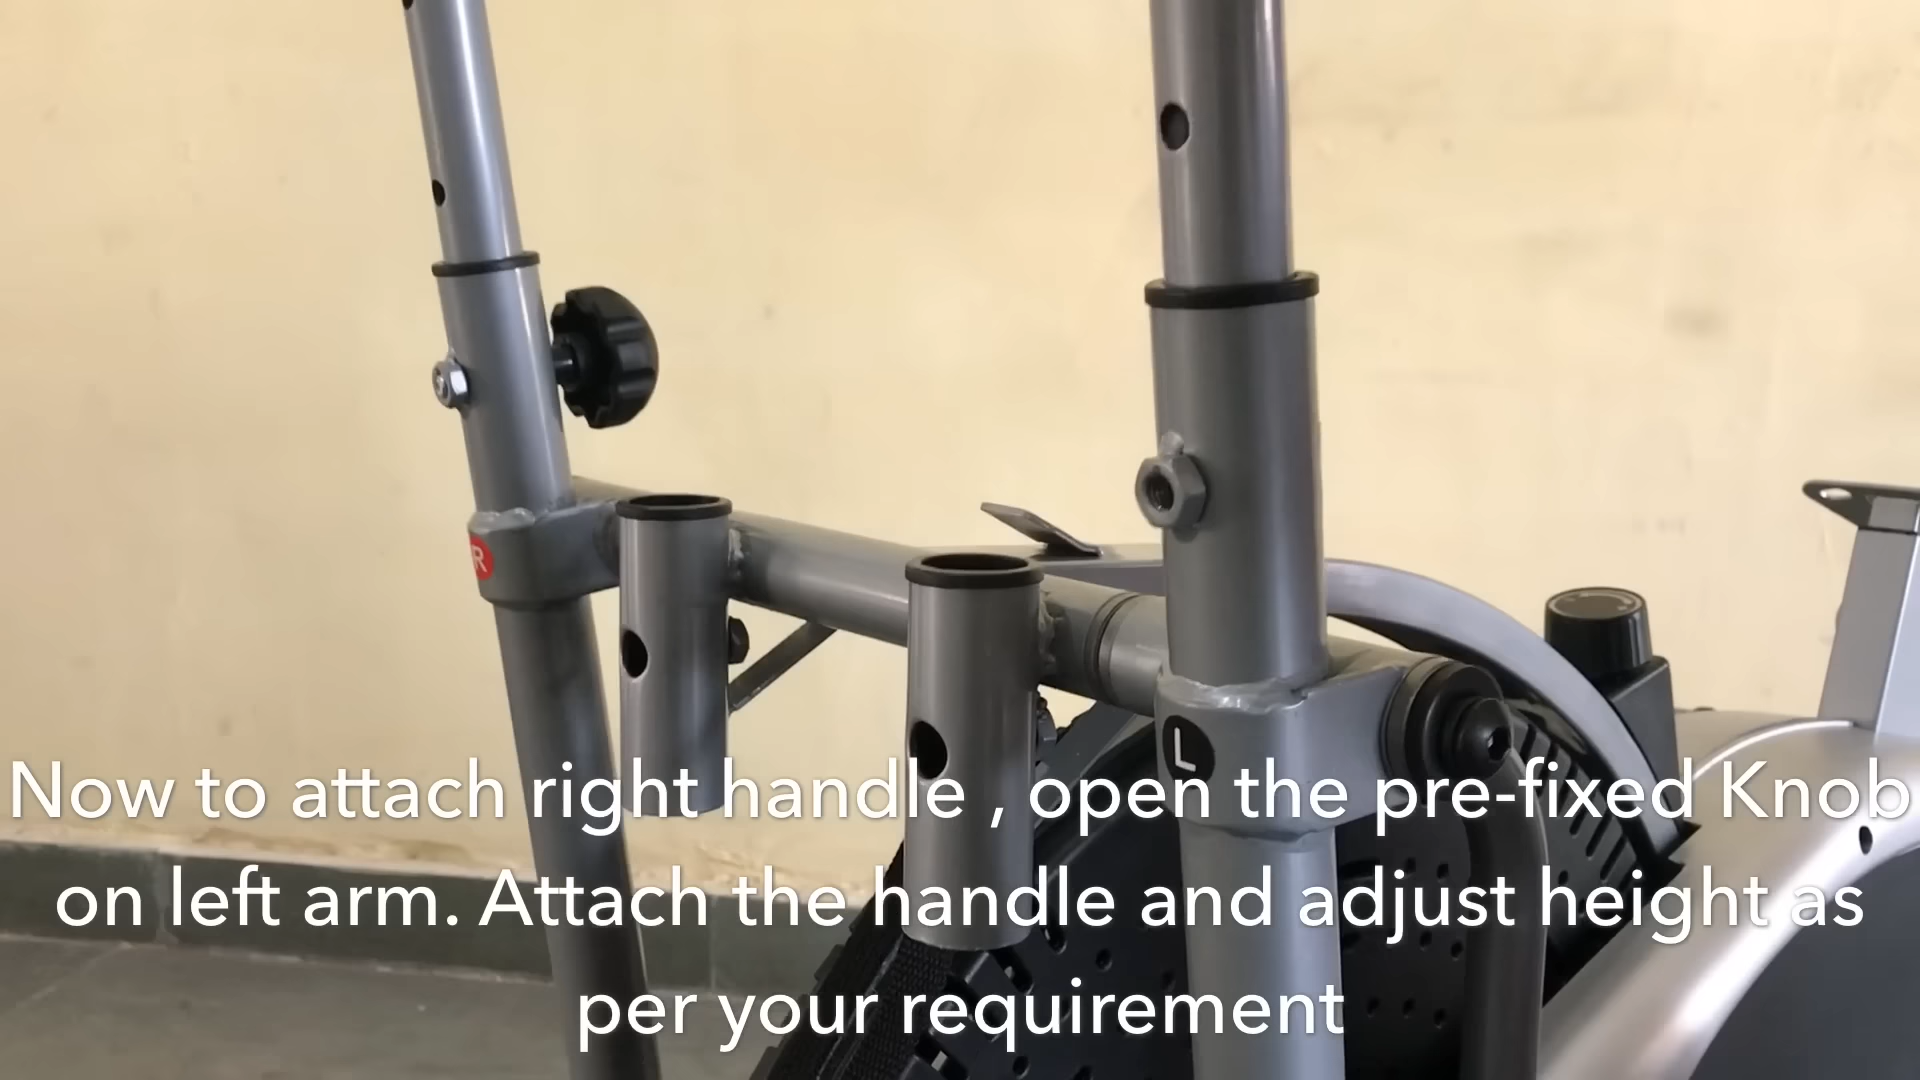 R
L
Now to attach right handle , open the pre-fixed Knob
on left arm. Attach the handle and adjust height as
per your requirement